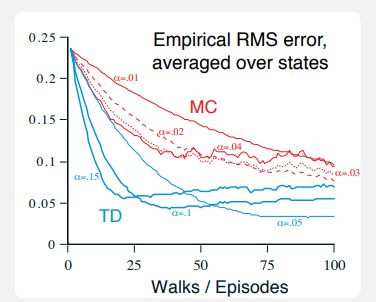 Empirical RMS error,
averaged over states
0.25
0.2
0.15
0.1
0.05
0
α=.01
MC
α=.02
α=.04
α=.03
α=.15
TD
α=.1
α=.05
0 25 50 75 100
Walks / Episodes